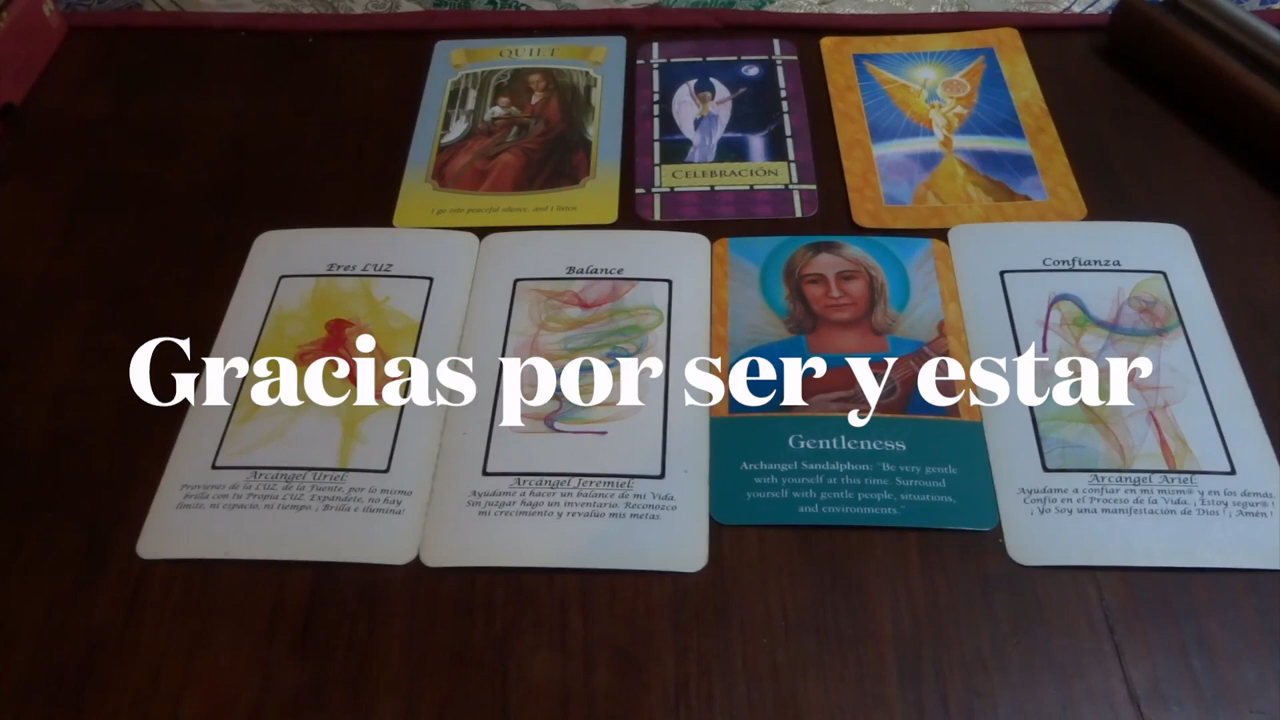 QUIET
I go into peaceful silence, and I listen.
CELEBRACIÓN
Eres LUZ
Balance
Confianza
Gracias por ser y estar
Arcángel Uriel:
Provienes de la LUZ, de la Fuente, por lo mismo
brilla con tu Propia LUZ. Expándete, no hay
límite, ni espacio, ni tiempo. ¡ Brilla e ilumina!
Arcángel Jeremiel:
Ayúdame a hacer un balance de mi Vida.
Sin juzgar hago un inventario. Reconozco
mi crecimiento y revalúo mis metas.
Gentleness
Archangel Sandalphon: "Be very gentle
with yourself at this time. Surround
yourself with gentle people, situations,
and environments."
Arcángel Ariel:
Ayúdame a confiar en mi mism@ y en los demás.
Confío en el Proceso de la Vida. ¡ Estoy segur@ !
¡ Yo Soy una manifestación de Dios ! ¡ Amén !